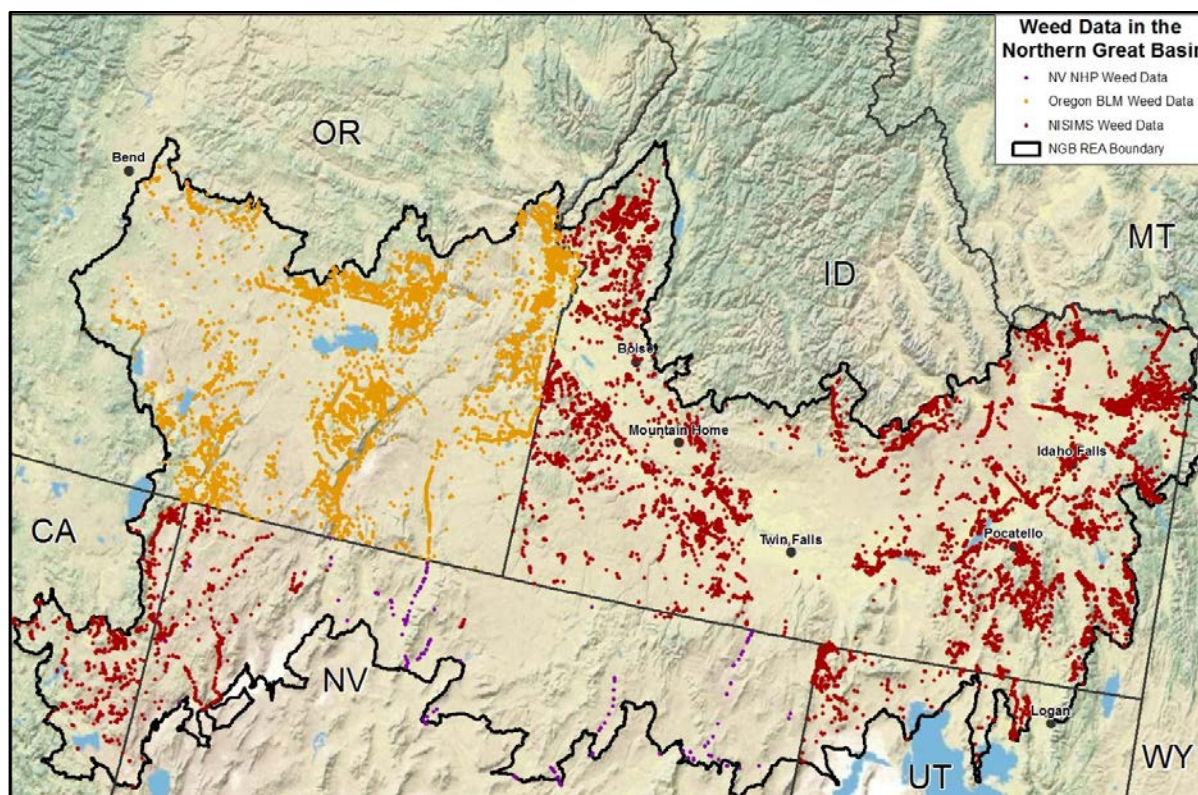 Weed Data in the
Northern Great Basin
NV NHP Weed Data
Oregon BLM Weed Data
NISIMS Weed Data
NGB REA Boundary
OR
Bend
MT
ID
Boise
Mountain Home
Idaho Falls
CA
Twin Falls
Pocatello
NV
Logan
WY
UT